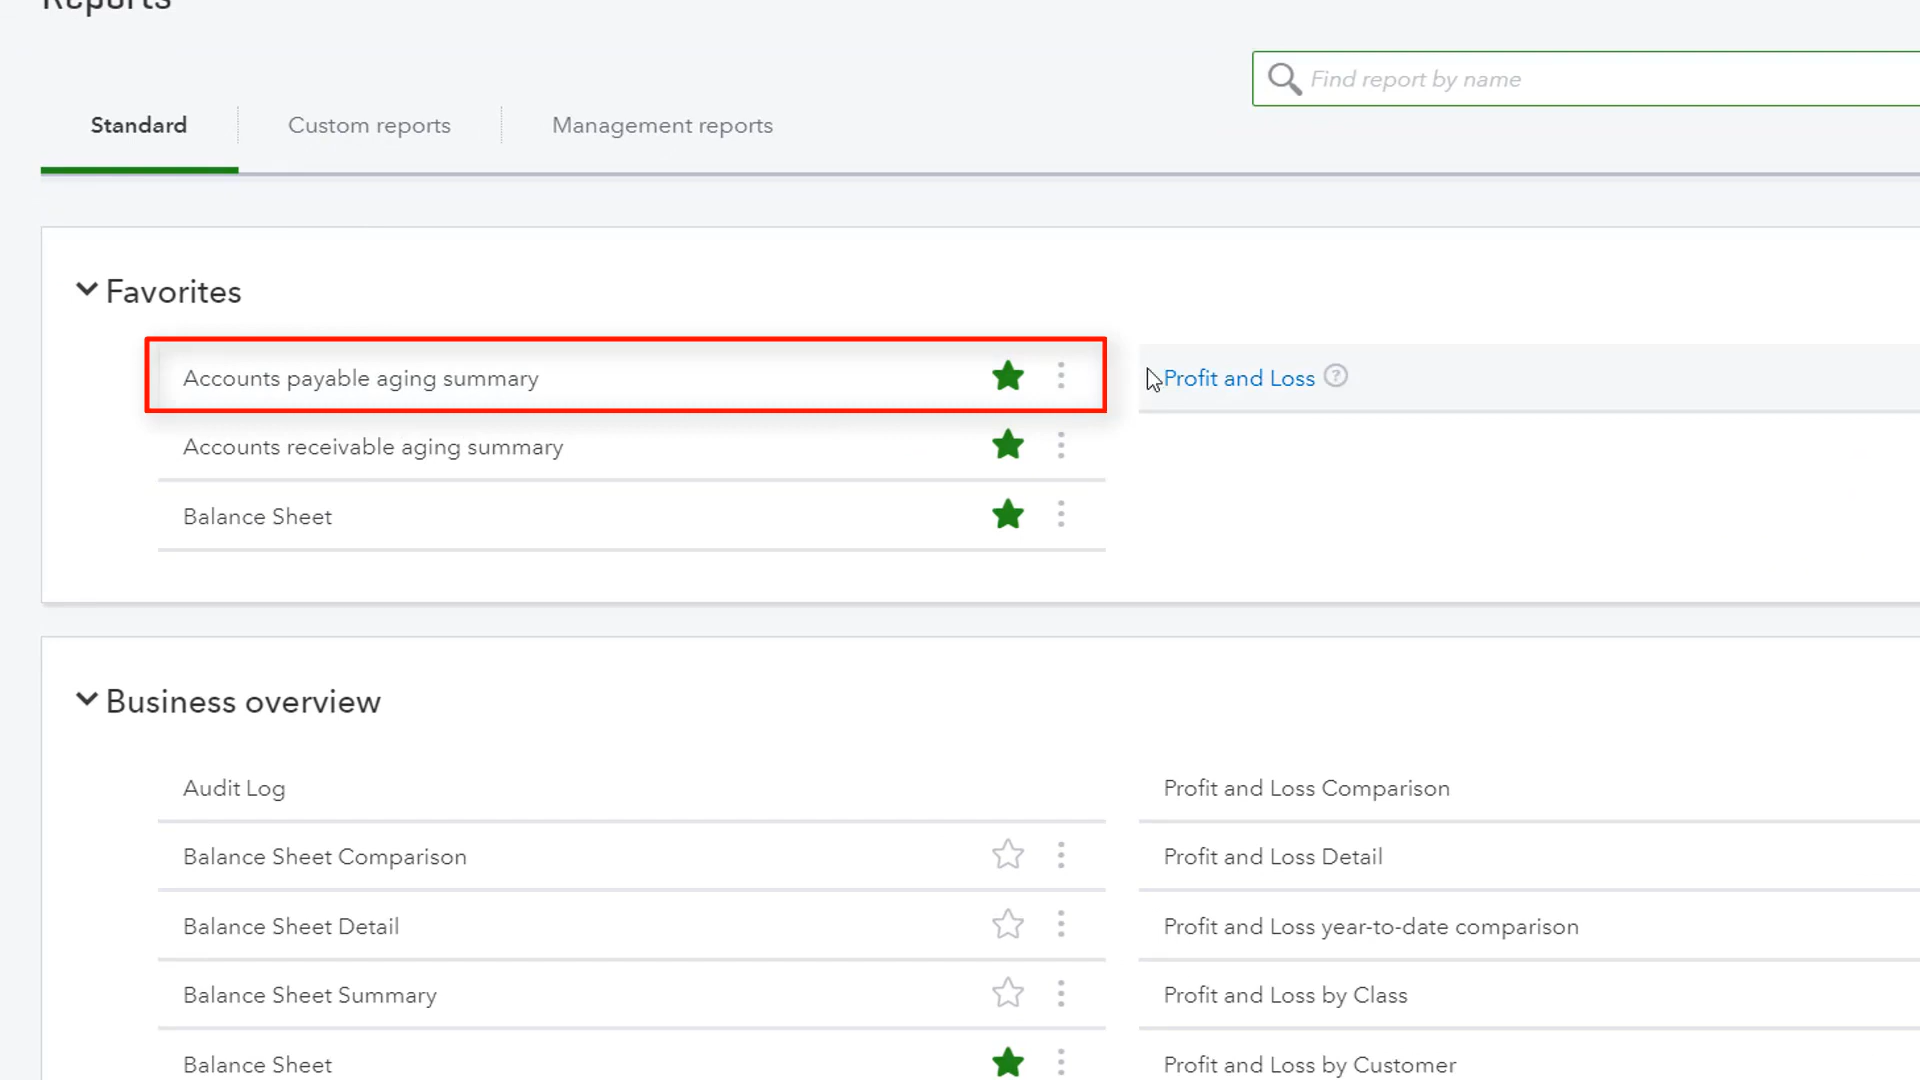 Reports
Find report by name
Standard
Custom reports
Management reports
Favorites
Accounts payable aging summary
Profit and Loss ?
Accounts receivable aging summary
Balance Sheet
Business overview
Audit Log
Profit and Loss Comparison
Balance Sheet Comparison
Profit and Loss Detail
Balance Sheet Detail
Profit and Loss year-to-date comparison
Balance Sheet Summary
Profit and Loss by Class
Balance Sheet
Profit and Loss by Customer